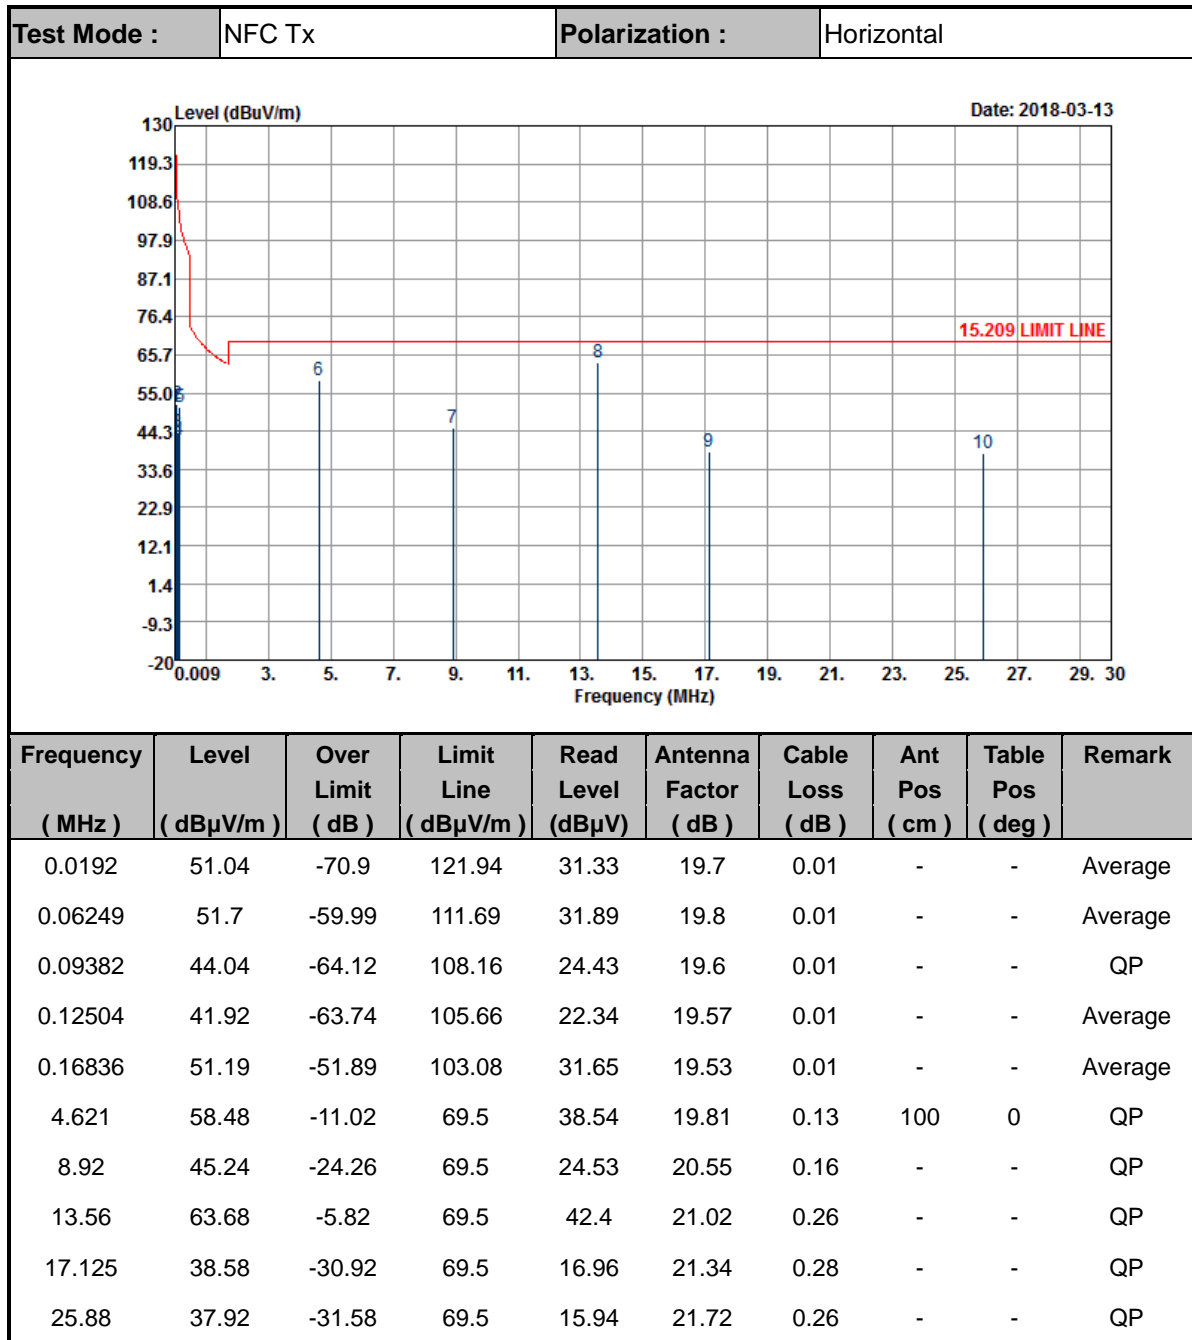 Test Mode : NFC Tx Polarization : Horizontal
Level (dBuV/m) Date: 2018-03-13
130
119.3
108.6
97.9
87.1
76.4
15.209 LIMIT LINE
65.7
8
6
55.0
5
7
44.3
9
10
33.6
22.9
12.1
1.4
-9.3
-20
0.009 3. 5. 7. 9. 11. 13. 15. 17. 19. 21. 23. 25. 27. 29. 30
Frequency (MHz)
Frequency Level Over Limit Read Antenna Cable Ant Table Remark
Limit Line Level Factor Loss Pos Pos
( MHz ) ( dBµV/m ) ( dB ) ( dBµV/m ) (dBµV) ( dB ) ( dB ) ( cm ) ( deg )
0.0192 51.04 -70.9 121.94 31.33 19.7 0.01 - - Average
0.06249 51.7 -59.99 111.69 31.89 19.8 0.01 - - Average
0.09382 44.04 -64.12 108.16 24.43 19.6 0.01 - - QP
0.12504 41.92 -63.74 105.66 22.34 19.57 0.01 - - Average
0.16836 51.19 -51.89 103.08 31.65 19.53 0.01 - - Average
4.621 58.48 -11.02 69.5 38.54 19.81 0.13 100 0 QP
8.92 45.24 -24.26 69.5 24.53 20.55 0.16 - - QP
13.56 63.68 -5.82 69.5 42.4 21.02 0.26 - - QP
17.125 38.58 -30.92 69.5 16.96 21.34 0.28 - - QP
25.88 37.92 -31.58 69.5 15.94 21.72 0.26 - - QP